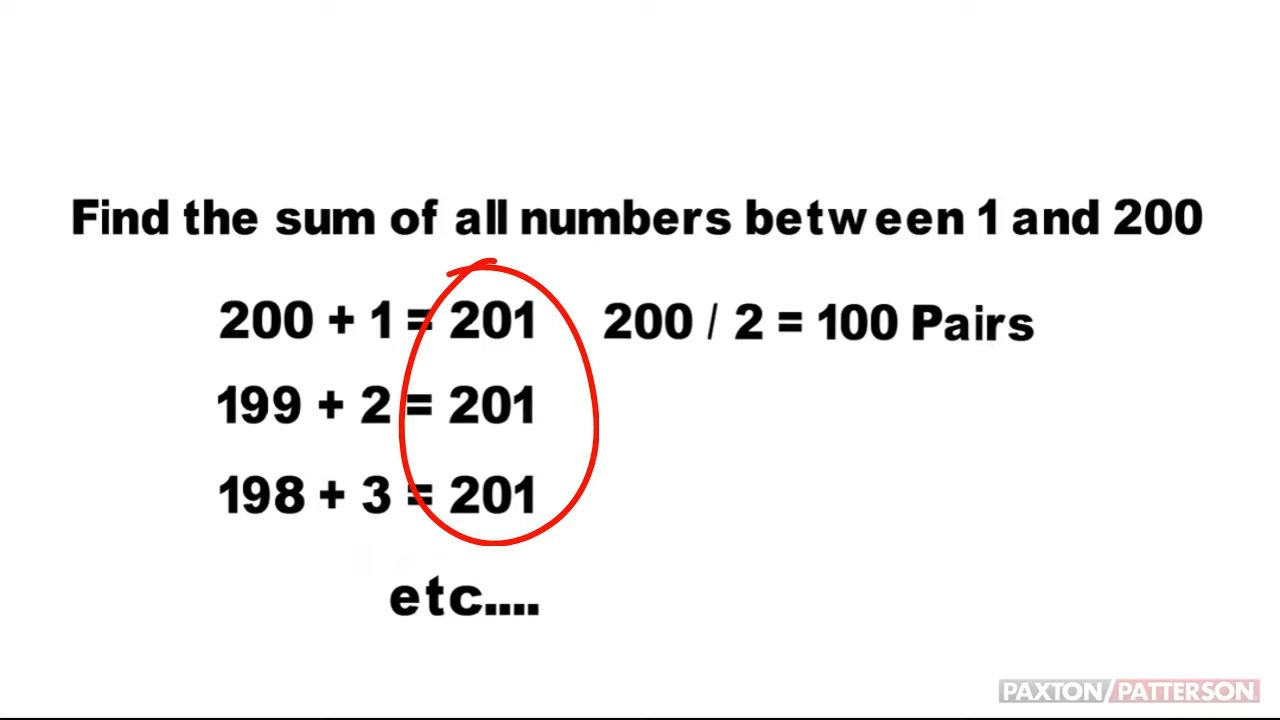 Find the sum of all numbers between 1 and 200
200 + 1 = 201 200 / 2 = 100 Pairs
199 + 2 = 201
198 + 3 = 201
etc....
PAXTON/PATTERSON